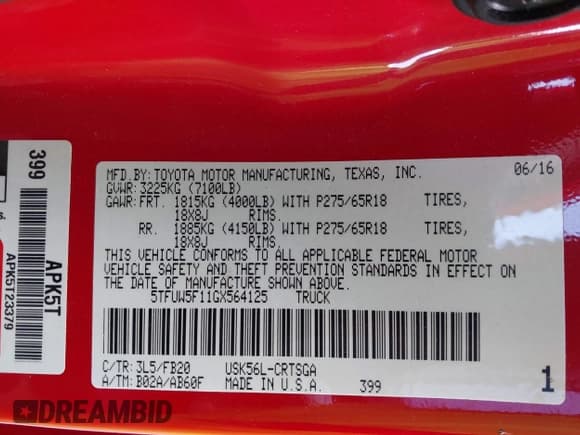 399
APK5T
APK5T23379
s.
MFD.BY:TOYOTA MOTOR MANUFACTURING, TEXAS, INC. 06/16
GVWR:3225KG (7100LB)
GAWR:FRT. 1815KG (4000LB) WITH P275/65R18 TIRES,
18X8J RIMS.
RR. 1885KG (4150LB) WITH P275/65R18 TIRES,
18X8J RIMS.
THIS VEHICLE CONFORMS TO ALL APPLICABLE FEDERAL MOTOR
VEHICLE SAFETY AND THEFT PREVENTION STANDARDS IN EFFECT ON
THE DATE OF MANUFACTURE SHOWN ABOVE.
5TFUW5F11GX564125 TRUCK
C/TR: 3L5/FB20 USK56L-CRTSGA
A/TM: B02A/AB60F MADE IN U.S.A. 399 1
DREAMBID